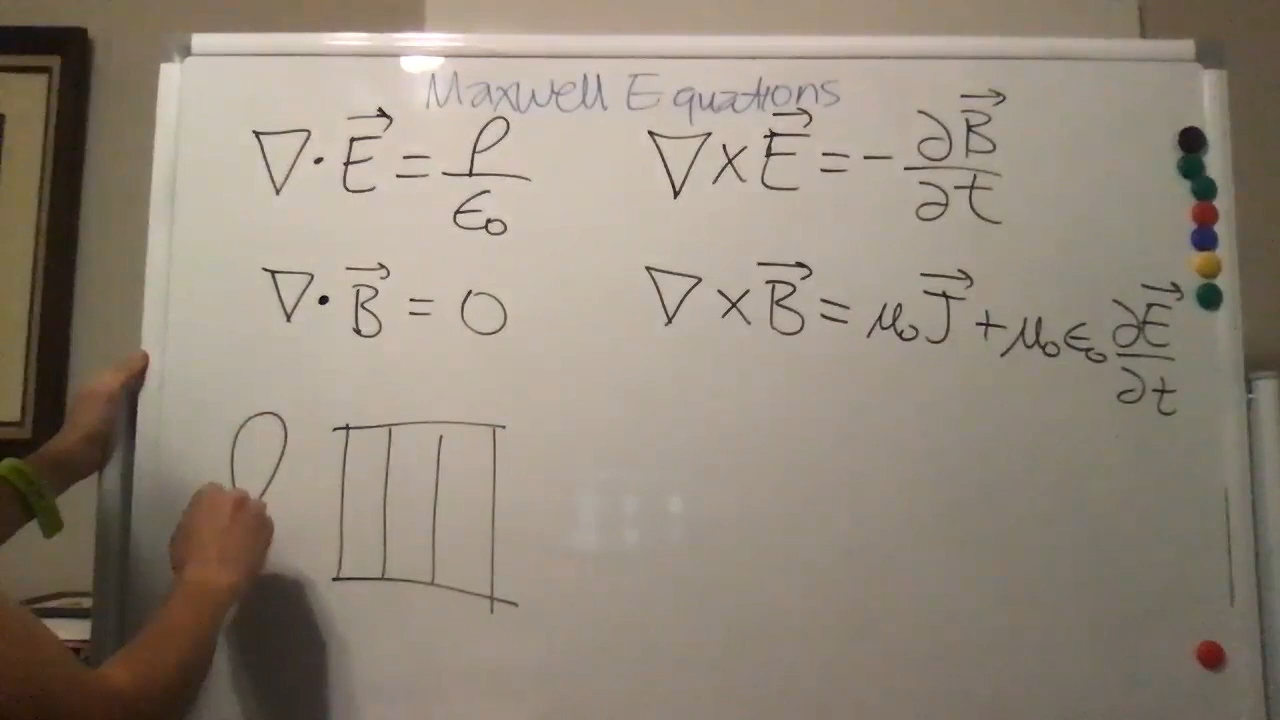 Maxwell Equations
∇·E⃗ = ρ/ε₀
∇×E⃗ = -∂B⃗/∂t
∇·B⃗ = 0
∇×B⃗ = μ₀J⃗ + μ₀ε₀ ∂E⃗/∂t